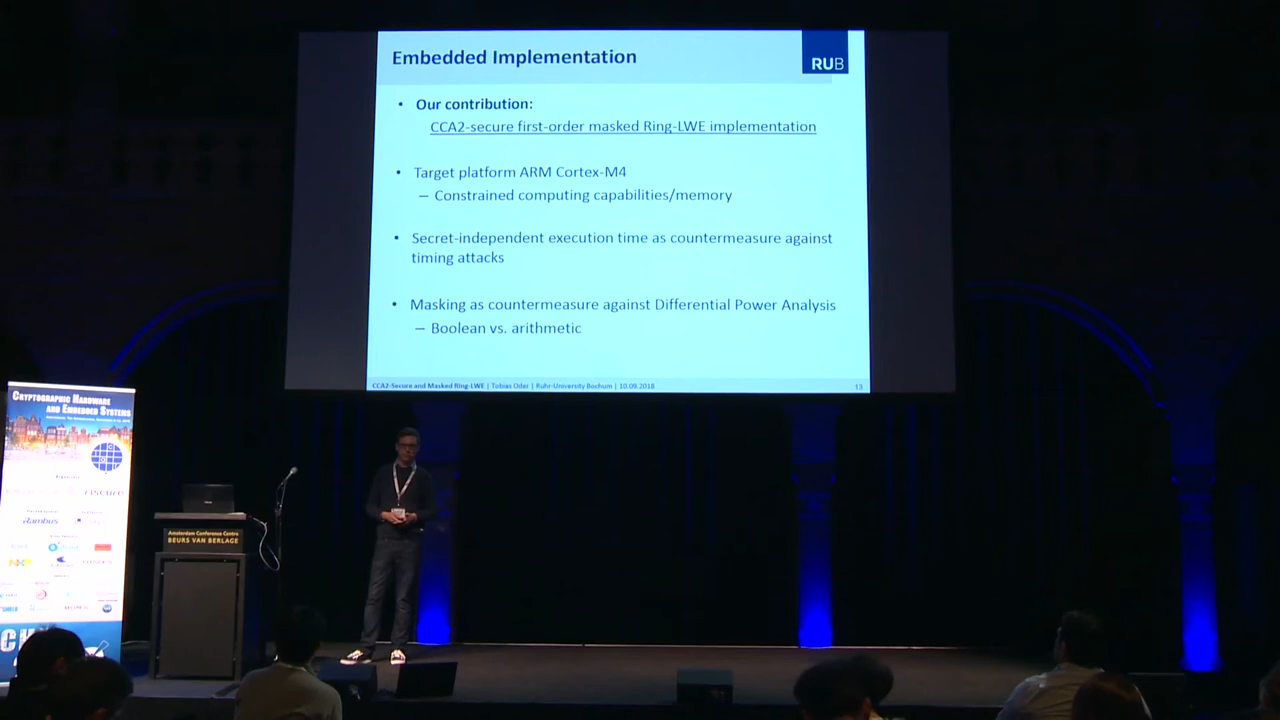 Embedded Implementation
RUB
• Our contribution:
CCA2-secure first-order masked Ring-LWE implementation
• Target platform ARM Cortex-M4
– Constrained computing capabilities/memory
• Secret-independent execution time as countermeasure against
timing attacks
• Masking as countermeasure against Differential Power Analysis
– Boolean vs. arithmetic
CCA2-Secure and Masked Ring-LWE | Tobias Oder | Ruhr-University Bochum | 10.09.2018
13
Cryptographic Hardware
and Embedded Systems
riscure
Rambus
NXP
Amsterdam Conference Centre
BEURS VAN BERLAGE